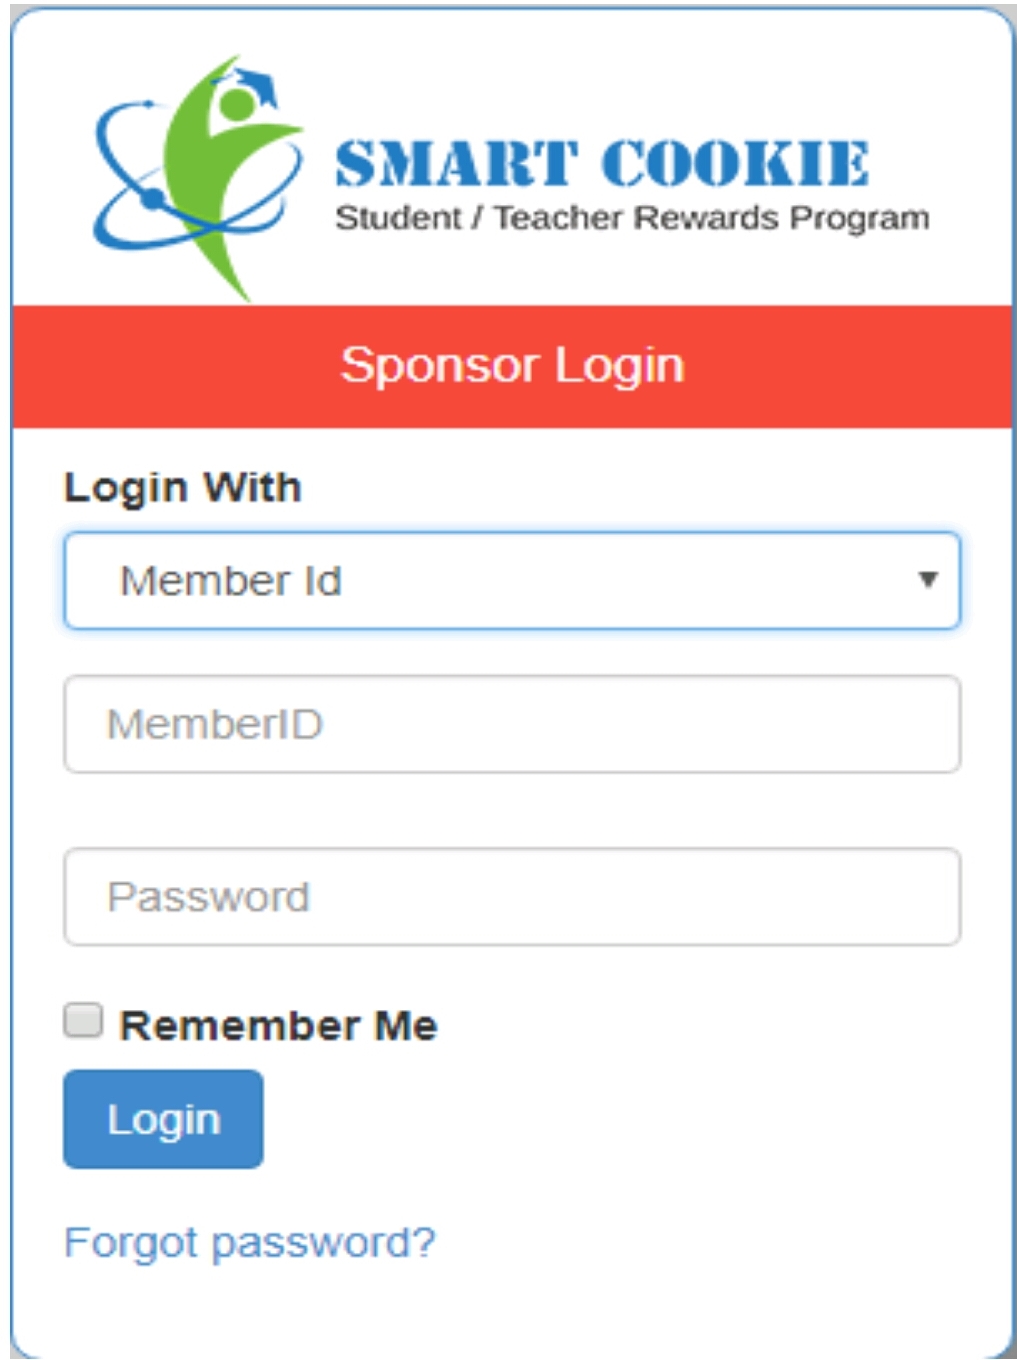 SMART COOKIE
Student / Teacher Rewards Program
Sponsor Login
Login With
Member Id
MemberID
Password
Remember Me
Login
Forgot password?